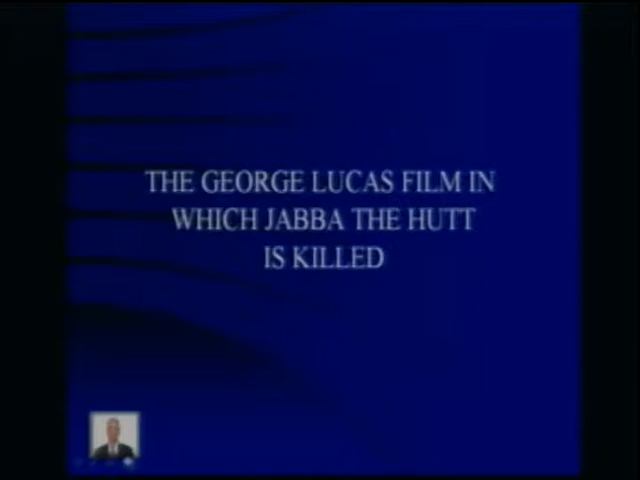 THE GEORGE LUCAS FILM IN
WHICH JABBA THE HUTT
IS KILLED